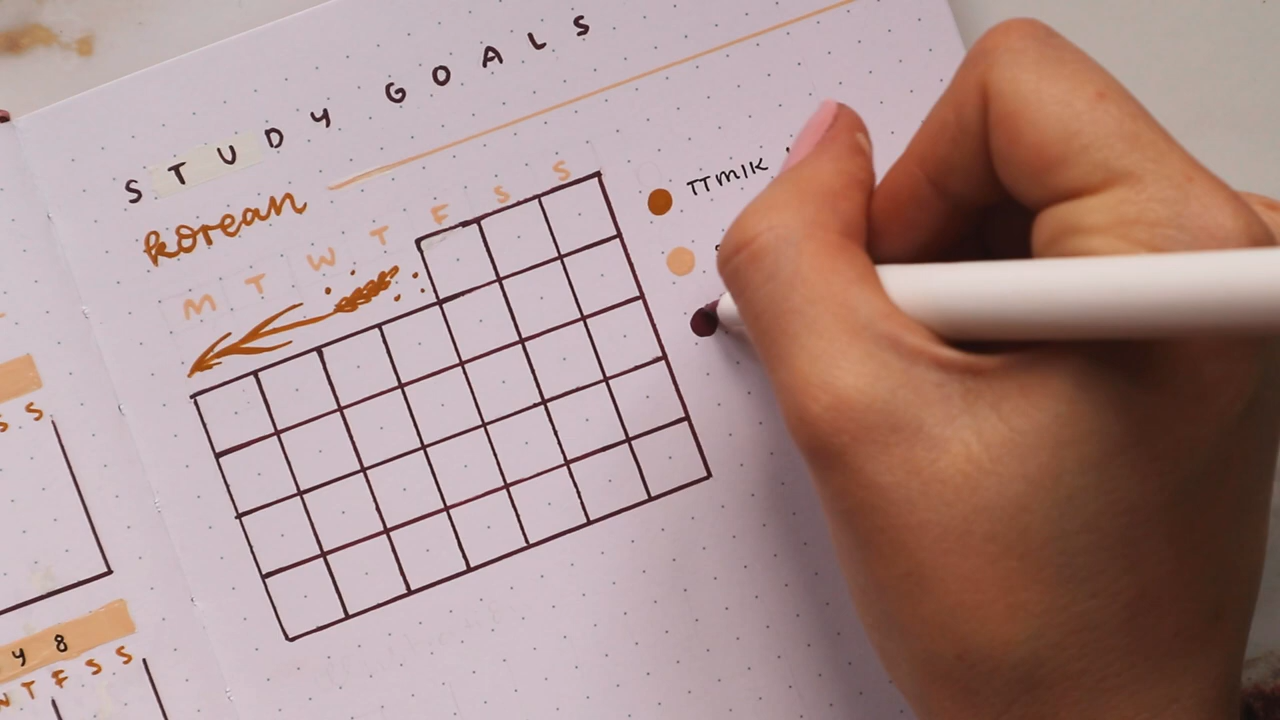 STUDY GOALS
korean
M T W T F S S
TTMIK
S S
y 8
W T F S S